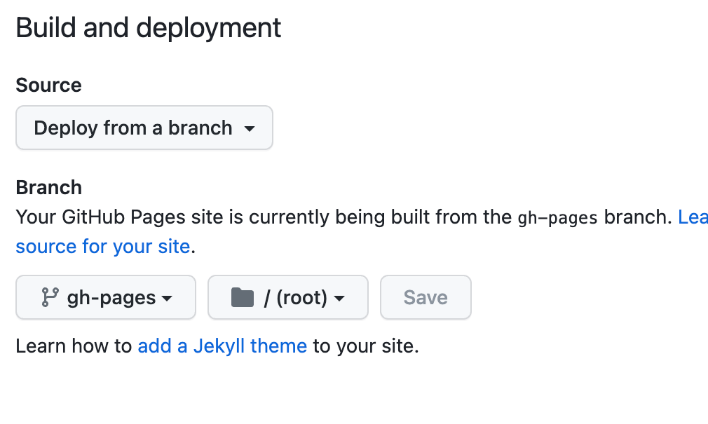 Build and deployment
Source
Deploy from a branch
Branch
Your GitHub Pages site is currently being built from the gh-pages branch. Lea
source for your site.
gh-pages / (root) Save
Learn how to add a Jekyll theme to your site.